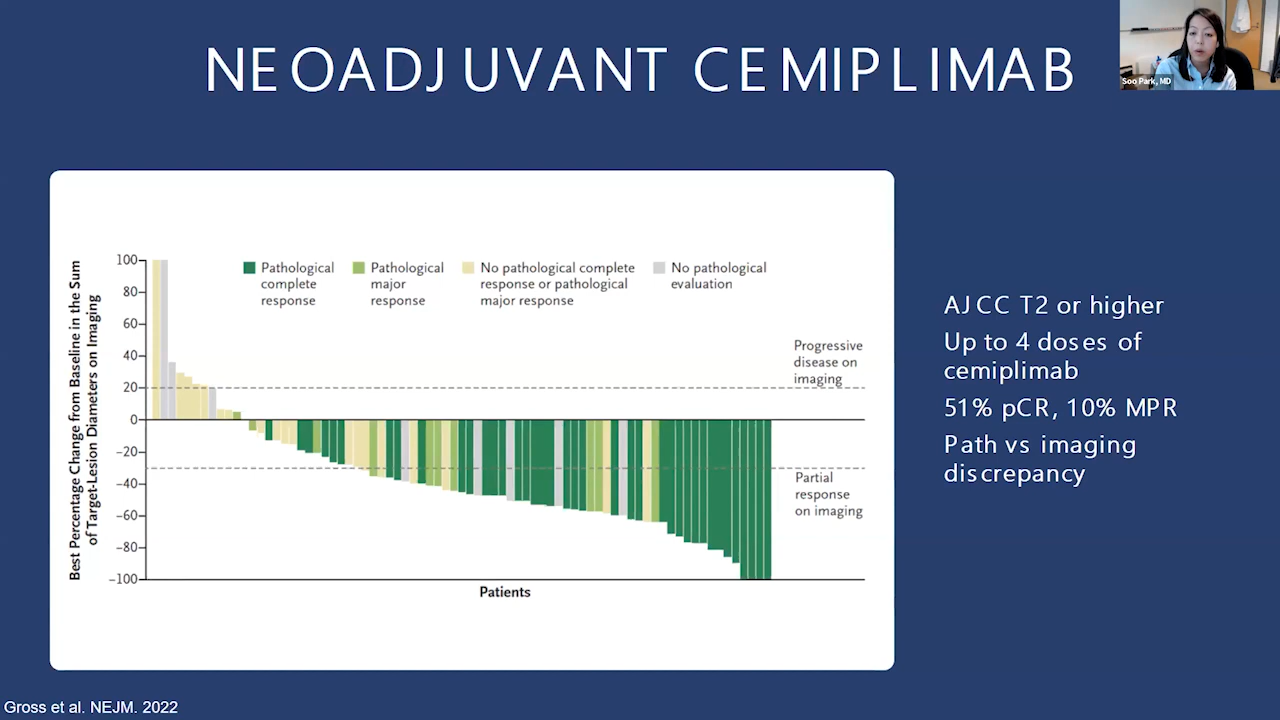 NEOADJUVANT CEMIPLIMAB
Soo Park, MD
Best Percentage Change from Baseline in the Sum
of Target-Lesion Diameters on Imaging
100
80
60
40
20
0
−20
−40
−60
−80
−100
Pathological
complete
response
Pathological
major
response
No pathological complete
response or pathological
major response
No pathological
evaluation
Progressive
disease on
imaging
Partial
response
on imaging
Patients
AJCC T2 or higher
Up to 4 doses of
cemiplimab
51% pCR, 10% MPR
Path vs imaging
discrepancy
Gross et al. NEJM. 2022